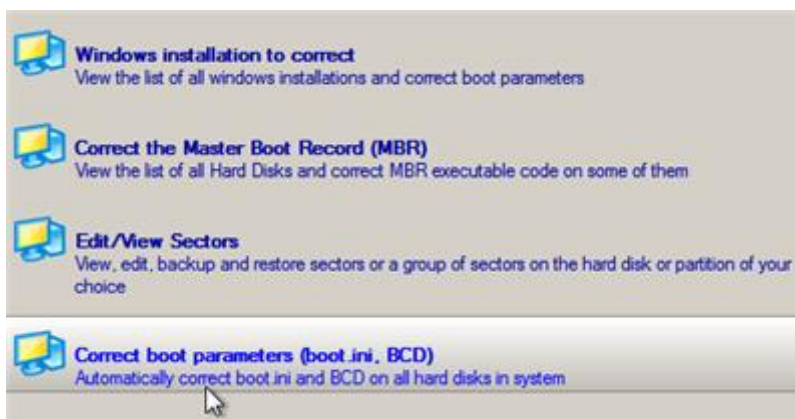 Windows installation to correct
View the list of all windows installations and correct boot parameters
Correct the Master Boot Record (MBR)
View the list of all Hard Disks and correct MBR executable code on some of them
Edit/View Sectors
View, edit, backup and restore sectors or a group of sectors on the hard disk or partition of your
choice
Correct boot parameters (boot.ini, BCD)
Automatically correct boot.ini and BCD on all hard disks in system